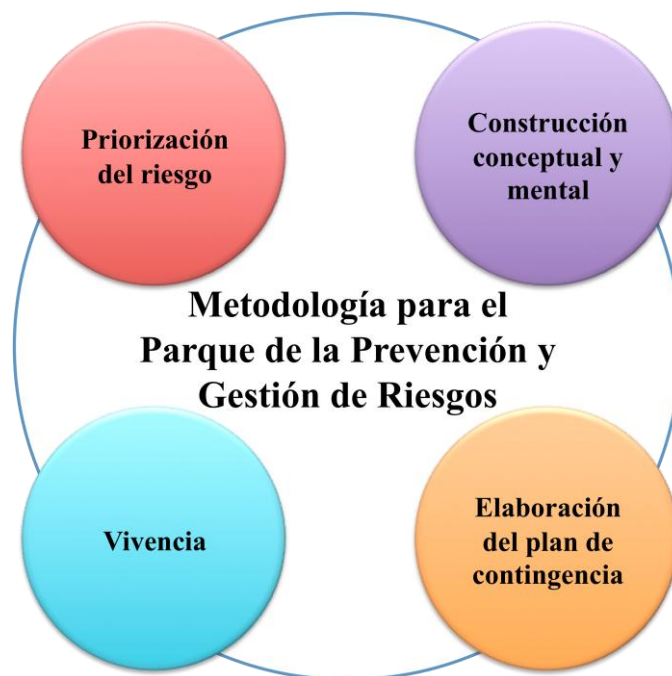 Priorización
del riesgo
Construcción
conceptual y
mental
Metodología para el
Parque de la Prevención y
Gestión de Riesgos
Vivencia
Elaboración
del plan de
contingencia